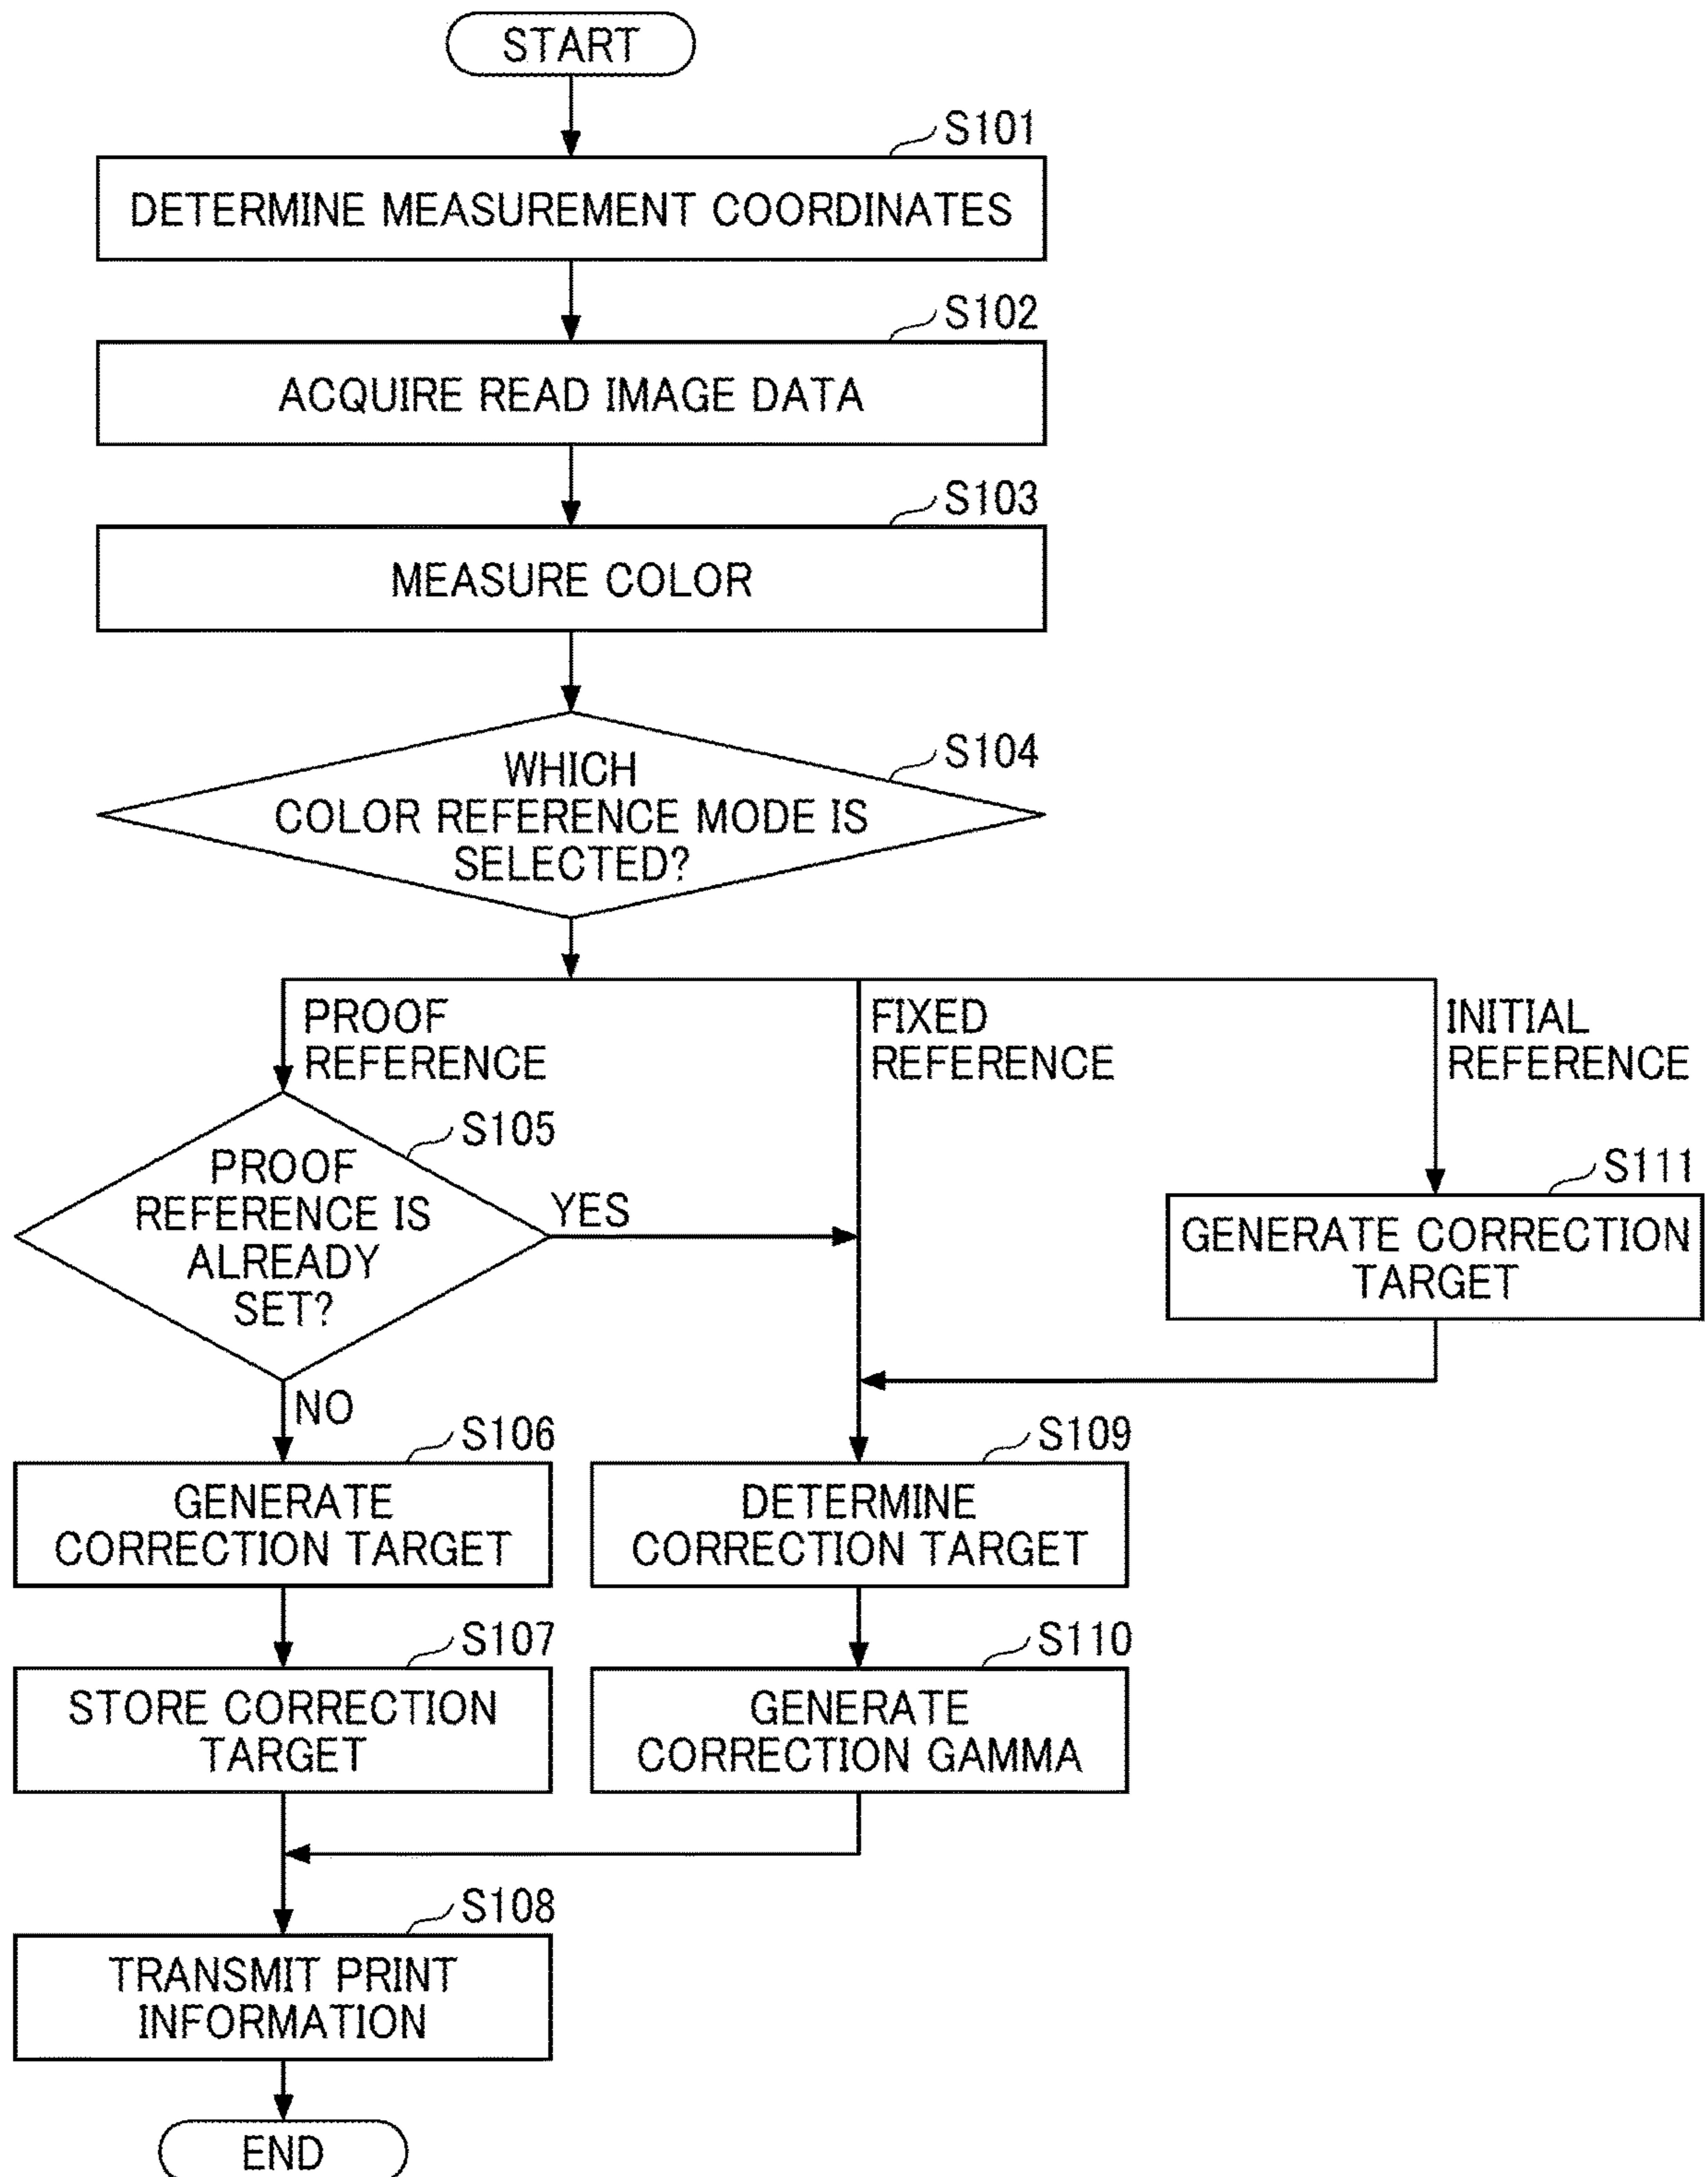 START
S101
DETERMINE MEASUREMENT COORDINATES
S102
ACQUIRE READ IMAGE DATA
S103
MEASURE COLOR
S104
WHICH
COLOR REFERENCE MODE IS
SELECTED?
PROOF
REFERENCE
FIXED
REFERENCE
INITIAL
REFERENCE
S105
PROOF
REFERENCE IS
ALREADY
SET?
YES
NO
S111
GENERATE CORRECTION
TARGET
S106
GENERATE
CORRECTION TARGET
S109
DETERMINE
CORRECTION TARGET
S107
STORE CORRECTION
TARGET
S110
GENERATE
CORRECTION GAMMA
S108
TRANSMIT PRINT
INFORMATION
END